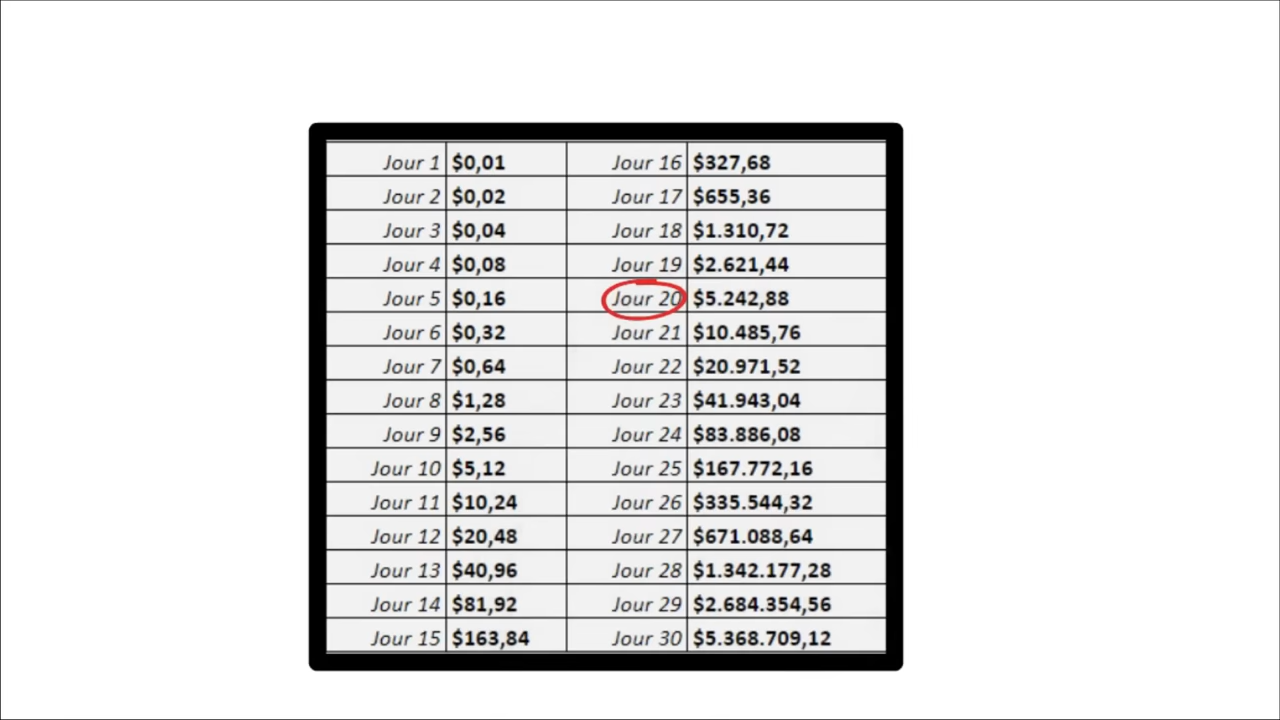 Jour 1 $0,01 Jour 16 $327,68
Jour 2 $0,02 Jour 17 $655,36
Jour 3 $0,04 Jour 18 $1.310,72
Jour 4 $0,08 Jour 19 $2.621,44
Jour 5 $0,16 Jour 20 $5.242,88
Jour 6 $0,32 Jour 21 $10.485,76
Jour 7 $0,64 Jour 22 $20.971,52
Jour 8 $1,28 Jour 23 $41.943,04
Jour 9 $2,56 Jour 24 $83.886,08
Jour 10 $5,12 Jour 25 $167.772,16
Jour 11 $10,24 Jour 26 $335.544,32
Jour 12 $20,48 Jour 27 $671.088,64
Jour 13 $40,96 Jour 28 $1.342.177,28
Jour 14 $81,92 Jour 29 $2.684.354,56
Jour 15 $163,84 Jour 30 $5.368.709,12